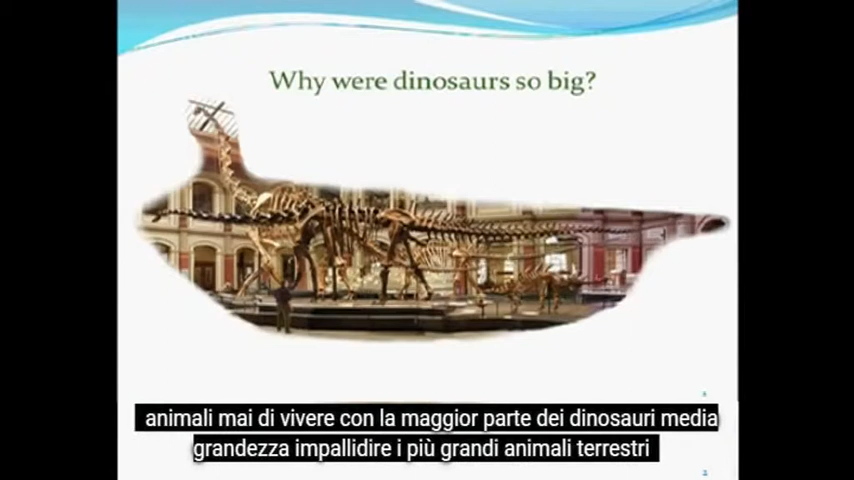 Why were dinosaurs so big?
animali mai di vivere con la maggior parte dei dinosauri media
grandezza impallidire i più grandi animali terrestri